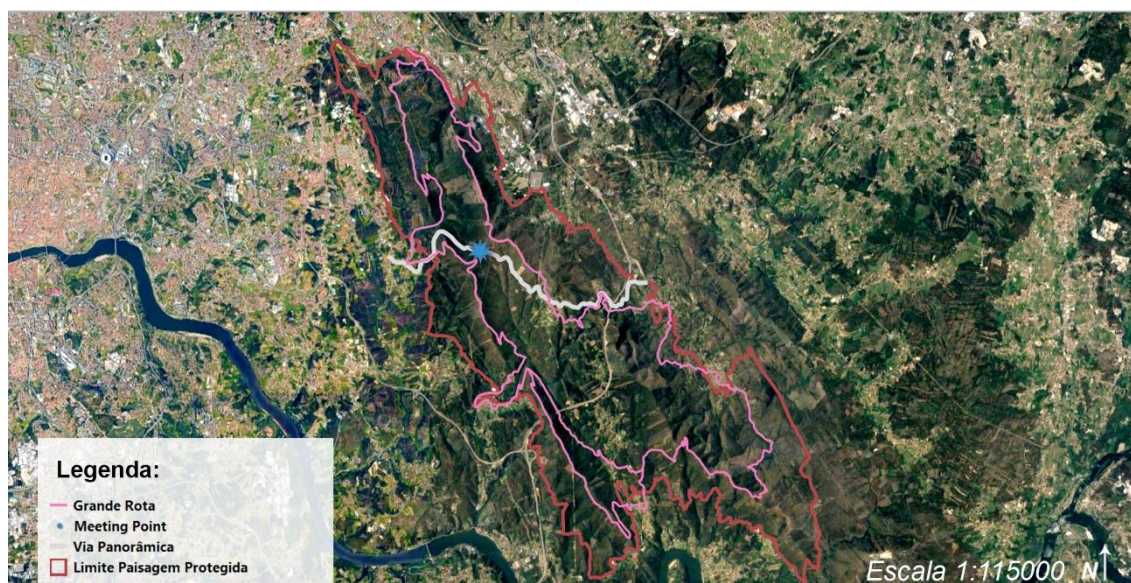 Legenda:
Grande Rota
Meeting Point
Via Panorâmica
Limite Paisagem Protegida
Escala 1:115000 N